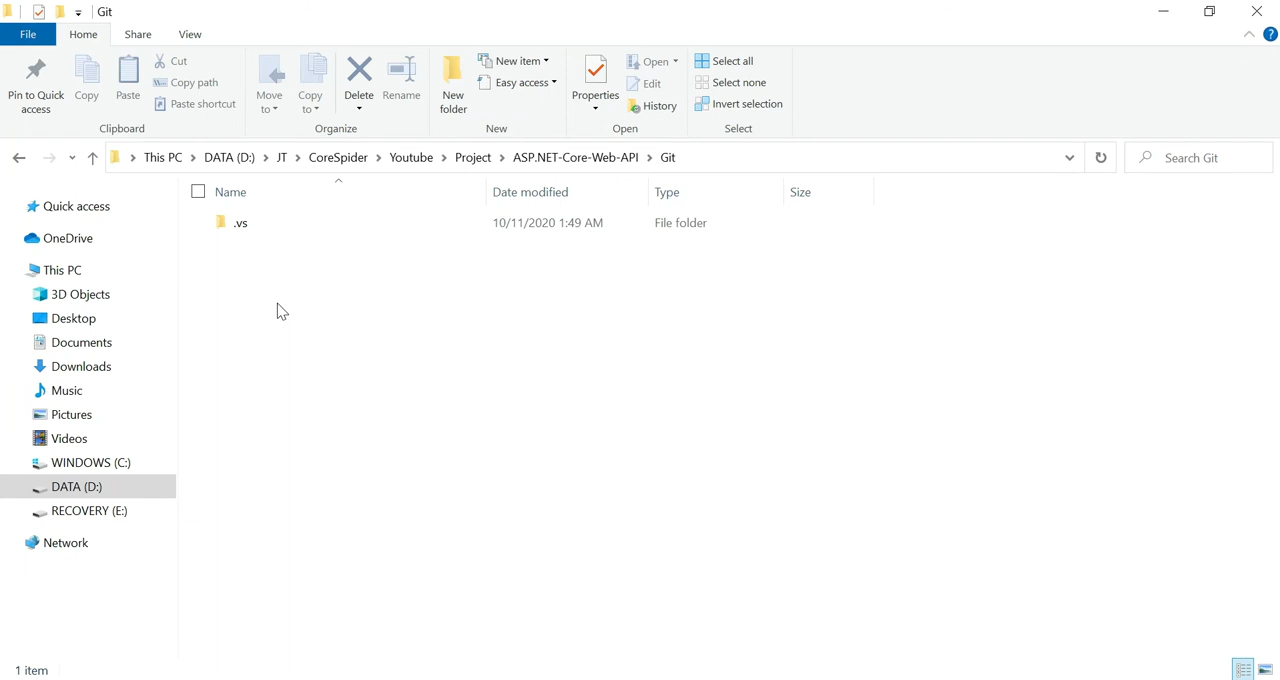 Git
File Home Share View
Pin to Quick access
Copy
Paste
Cut
Copy path
Paste shortcut
Clipboard
Move to
Copy to
Delete
Rename
Organize
New folder
New item
Easy access
New
Properties
Open
Edit
History
Open
Select all
Select none
Invert selection
Select
This PC DATA (D:) JT CoreSpider Youtube Project ASP.NET-Core-Web-API Git
Search Git
Name Date modified Type Size
.vs 10/11/2020 1:49 AM File folder
Quick access
OneDrive
This PC
3D Objects
Desktop
Documents
Downloads
Music
Pictures
Videos
WINDOWS (C:)
DATA (D:)
RECOVERY (E:)
Network
1 item